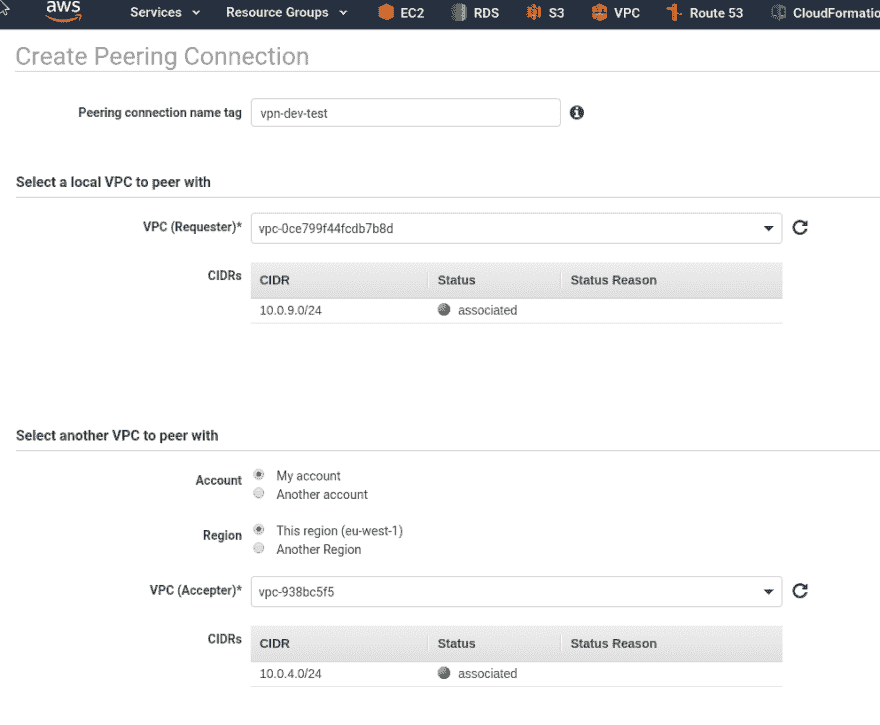 aws Services Resource Groups EC2 RDS S3 VPC Route 53 CloudFormatio
Create Peering Connection
Peering connection name tag vpn-dev-test
Select a local VPC to peer with
VPC (Requester)* vpc-0ce799f44fcdb7b8d
CIDRs CIDR Status Status Reason
10.0.9.0/24 associated
Select another VPC to peer with
Account My account
Another account
Region This region (eu-west-1)
Another Region
VPC (Accepter)* vpc-938bc5f5
CIDRs CIDR Status Status Reason
10.0.4.0/24 associated